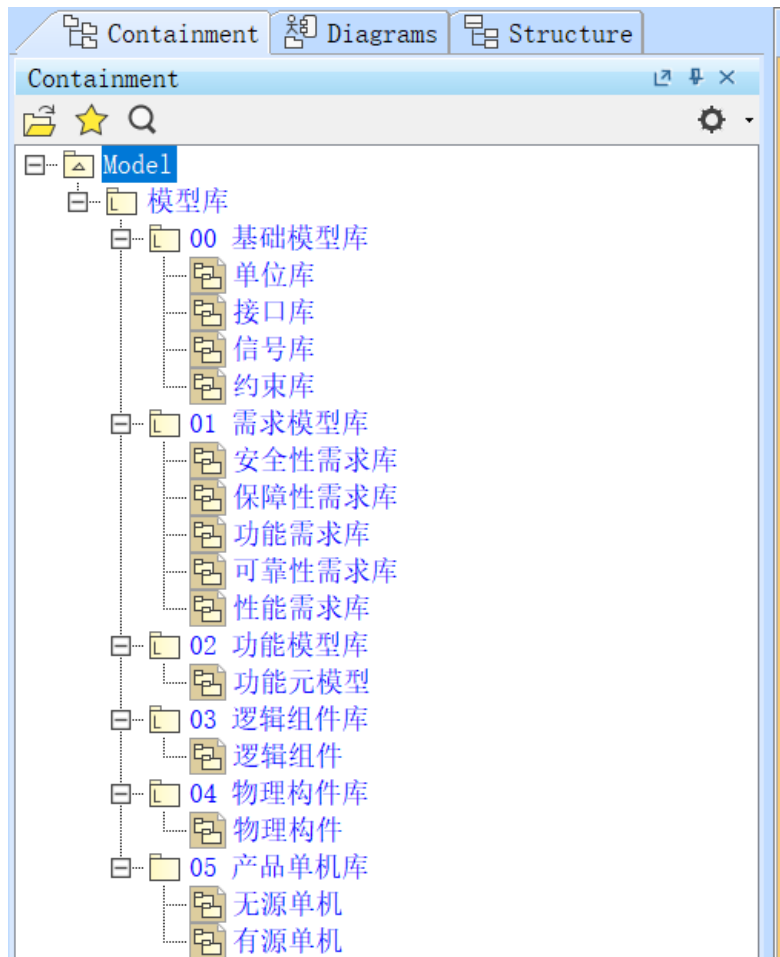 Containment Diagrams Structure
Containment
Model
模型库
00 基础模型库
单位库
接口库
信号库
约束库
01 需求模型库
安全性需求库
保障性需求库
功能需求库
可靠性需求库
性能需求库
02 功能模型库
功能元模型
03 逻辑组件库
逻辑组件
04 物理构件库
物理构件
05 产品单机库
无源单机
有源单机